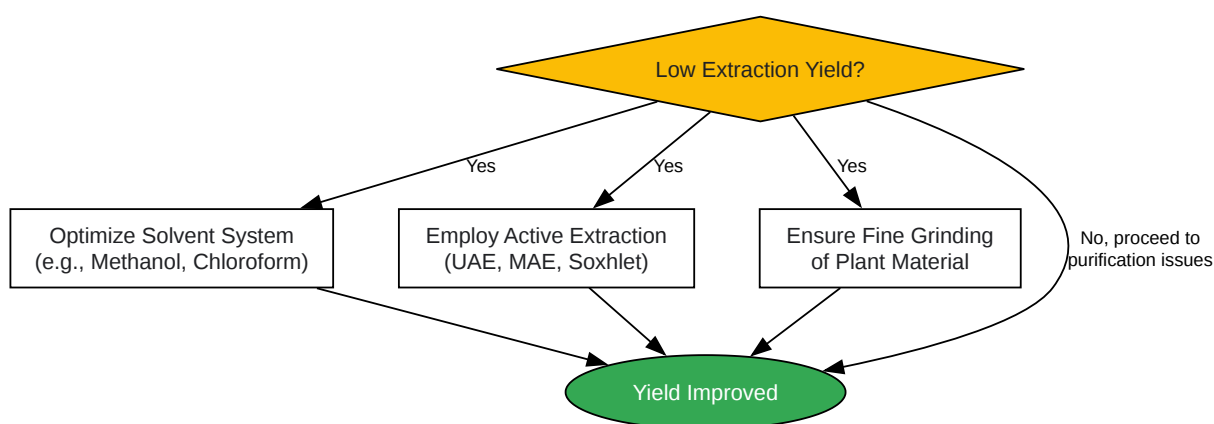 Low Extraction Yield?
Yes
Yes
Yes
Optimize Solvent System
(e.g., Methanol, Chloroform)
Employ Active Extraction
(UAE, MAE, Soxhlet)
Ensure Fine Grinding
of Plant Material
No, proceed to
purification issues
Yield Improved